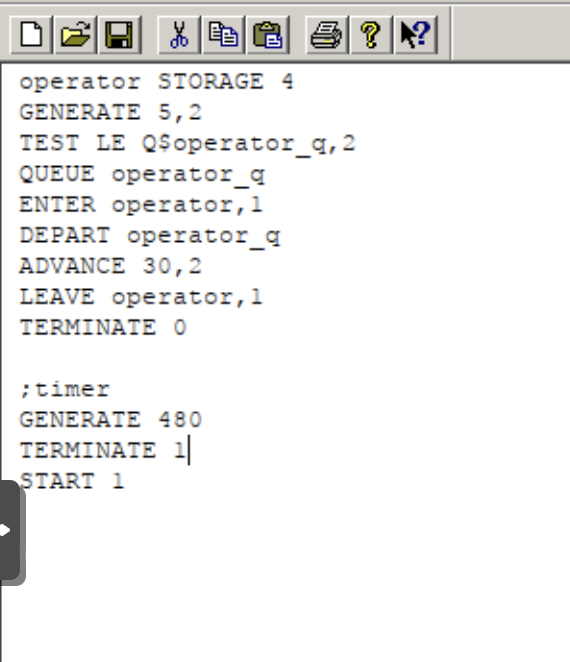 operator STORAGE 4
GENERATE 5,2
TEST LE Q$operator_q,2
QUEUE operator_q
ENTER operator,1
DEPART operator_q
ADVANCE 30,2
LEAVE operator,1
TERMINATE 0
;timer
GENERATE 480
TERMINATE 1
START 1